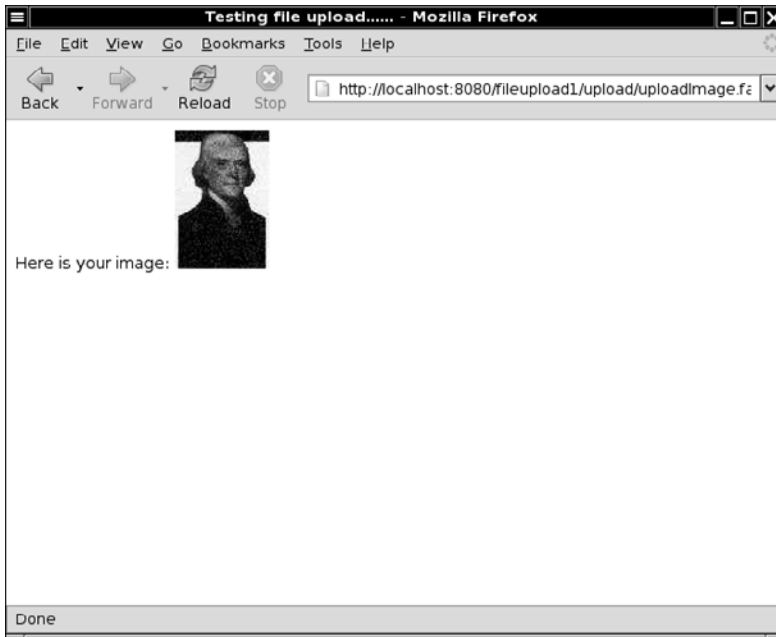 Testing file upload...... - Mozilla Firefox
File Edit View Go Bookmarks Tools Help
Back Forward Reload Stop http://localhost:8080/fileupload1/upload/uploadImage.fa
Here is your image:
Done